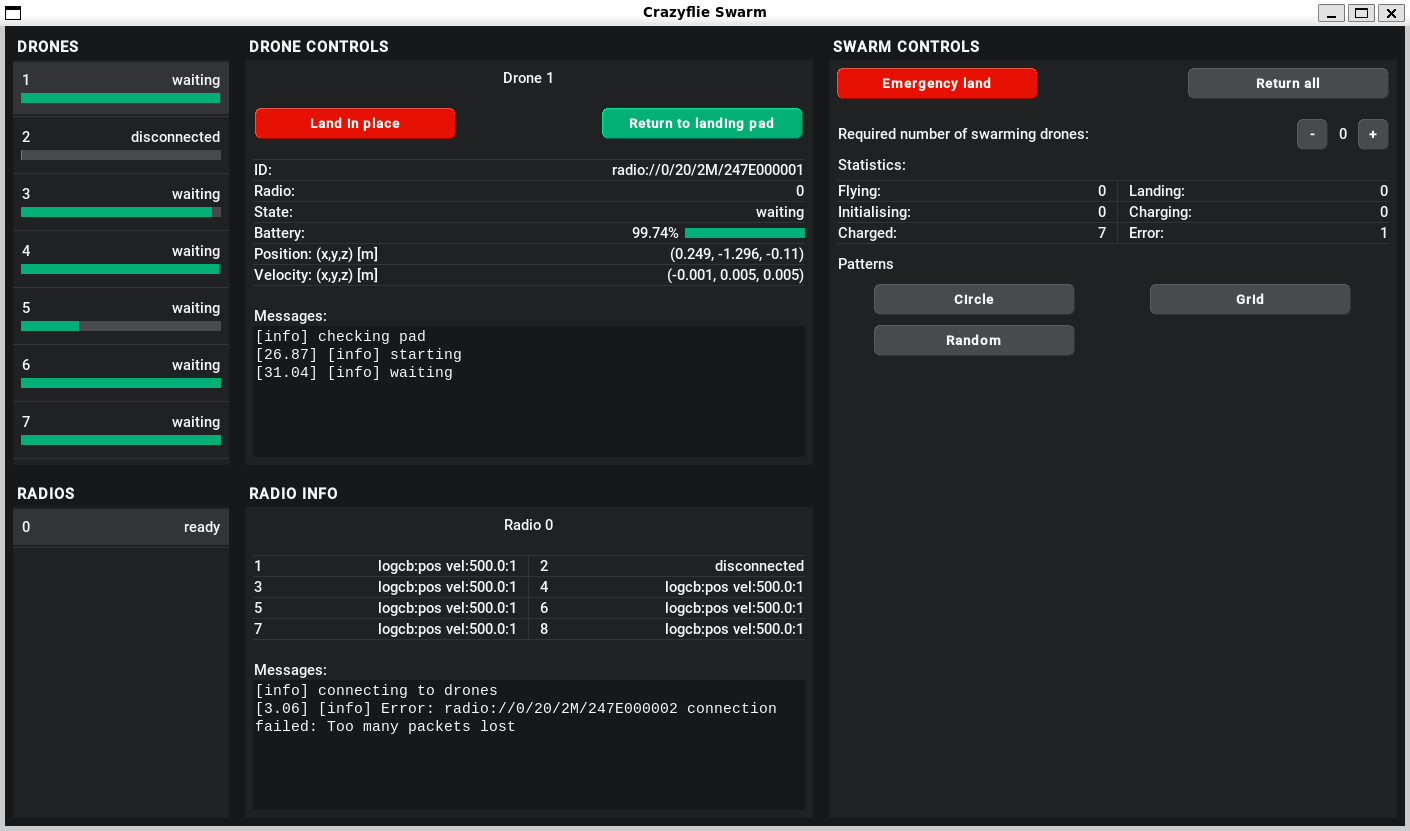 Crazyflie Swarm
DRONES
1 waiting
2 disconnected
3 waiting
4 waiting
5 waiting
6 waiting
7 waiting
RADIOS
0 ready
DRONE CONTROLS
Drone 1
Land in place Return to landing pad
ID: radio://0/20/2M/247E000001
Radio: 0
State: waiting
Battery: 99.74%
Position: (x,y,z) [m] (0.249, -1.296, -0.11)
Velocity: (x,y,z) [m] (-0.001, 0.005, 0.005)
Messages:
[info] checking pad
[26.87] [info] starting
[31.04] [info] waiting
RADIO INFO
Radio 0
1 logcb:pos vel:500.0:1 2 disconnected
3 logcb:pos vel:500.0:1 4 logcb:pos vel:500.0:1
5 logcb:pos vel:500.0:1 6 logcb:pos vel:500.0:1
7 logcb:pos vel:500.0:1 8 logcb:pos vel:500.0:1
Messages:
[info] connecting to drones
[3.06] [info] Error: radio://0/20/2M/247E000002 connection
failed: Too many packets lost
SWARM CONTROLS
Emergency land Return all
Required number of swarming drones: - 0 +
Statistics:
Flying: 0 Landing: 0
Initialising: 0 Charging: 0
Charged: 7 Error: 1
Patterns
Circle Grid
Random